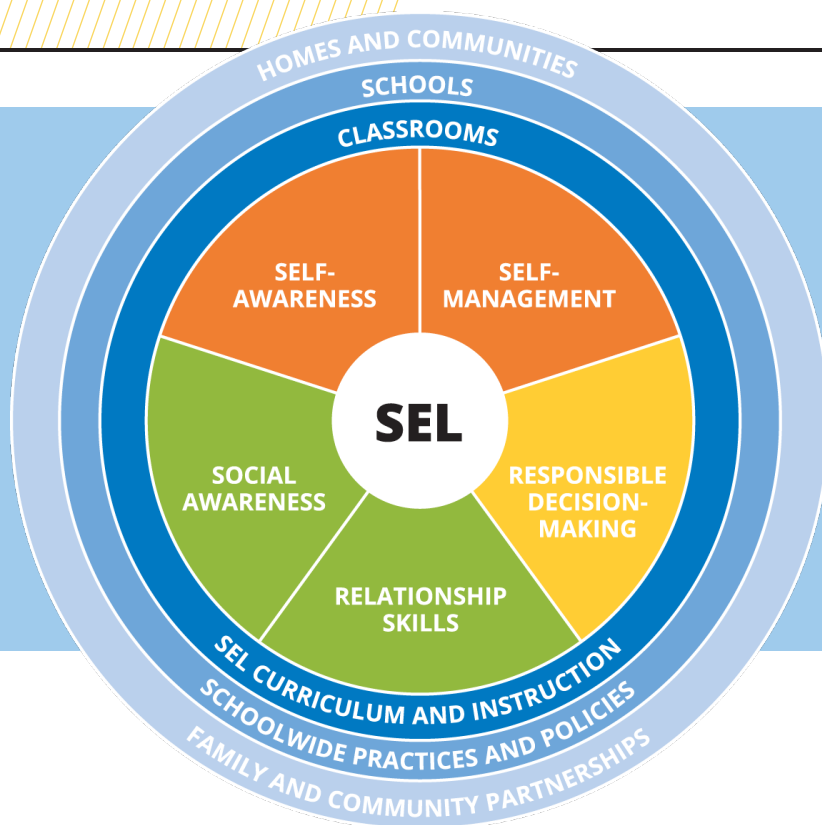 HOMES AND COMMUNITIES
SCHOOLS
CLASSROOMS
SELF-
AWARENESS
SELF-
MANAGEMENT
SEL
SOCIAL
AWARENESS
RESPONSIBLE
DECISION-
MAKING
RELATIONSHIP
SKILLS
SEL CURRICULUM AND INSTRUCTION
SCHOOLWIDE PRACTICES AND POLICIES
FAMILY AND COMMUNITY PARTNERSHIPS